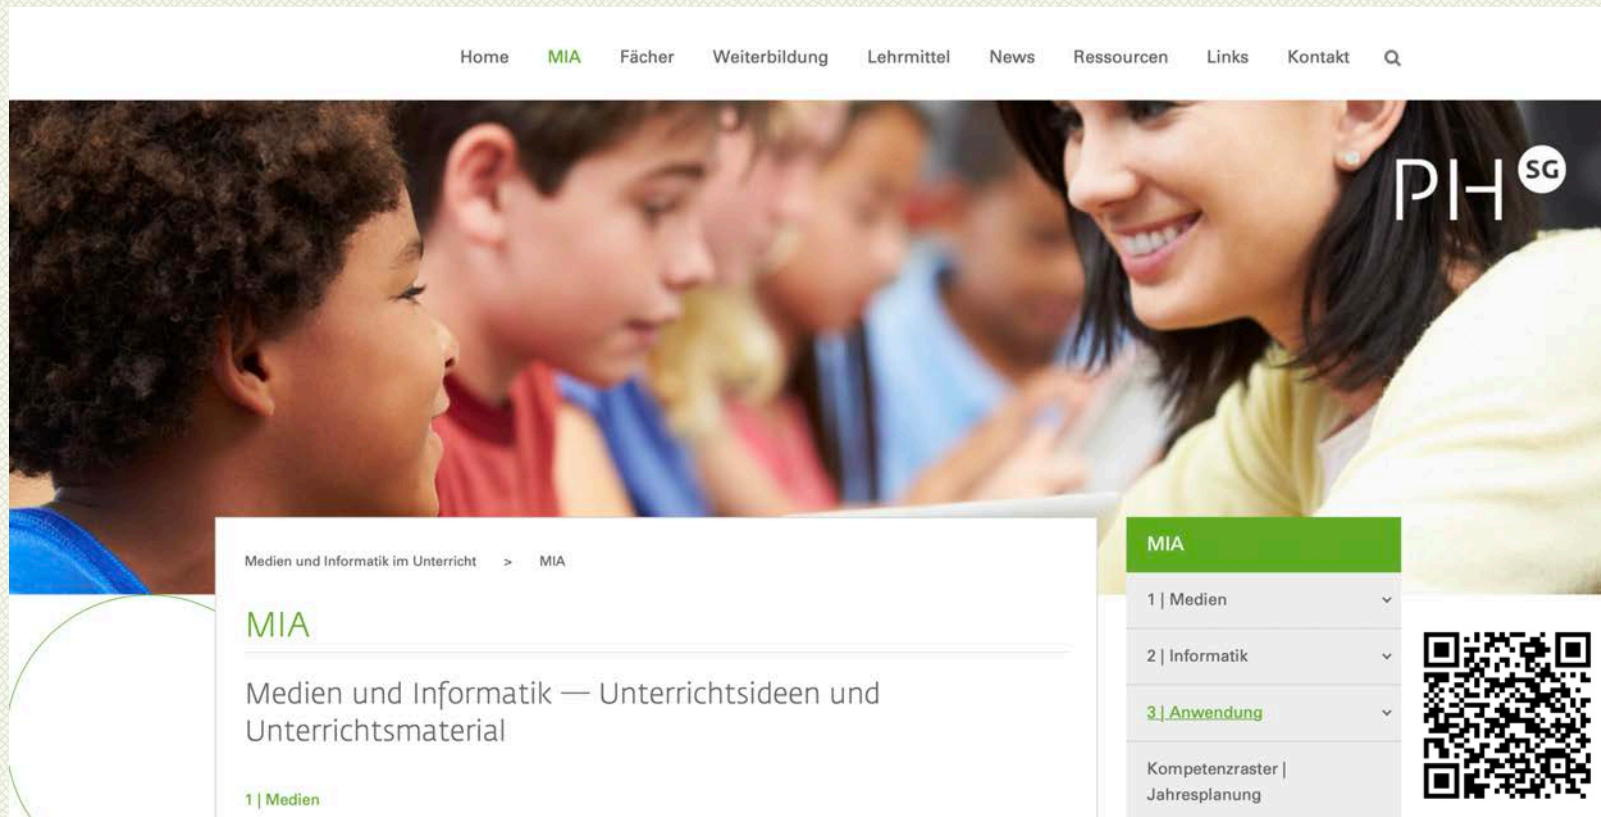 Home MIA Fächer Weiterbildung Lehrmittel News Ressourcen Links Kontakt
PH SG
Medien und Informatik im Unterricht > MIA
MIA
Medien und Informatik — Unterrichtsideen und
Unterrichtsmaterial
1 | Medien
MIA
1 | Medien
2 | Informatik
3 | Anwendung
Kompetenzraster |
Jahresplanung